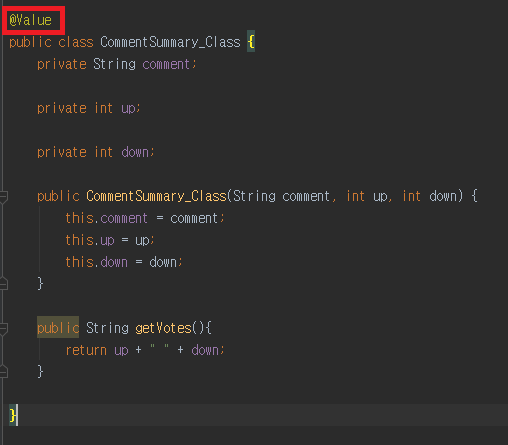 @Value
public class CommentSummary_Class {
private String comment;
private int up;
private int down;
public CommentSummary_Class(String comment, int up, int down) {
this.comment = comment;
this.up = up;
this.down = down;
}
public String getVotes(){
return up + " " + down;
}
}